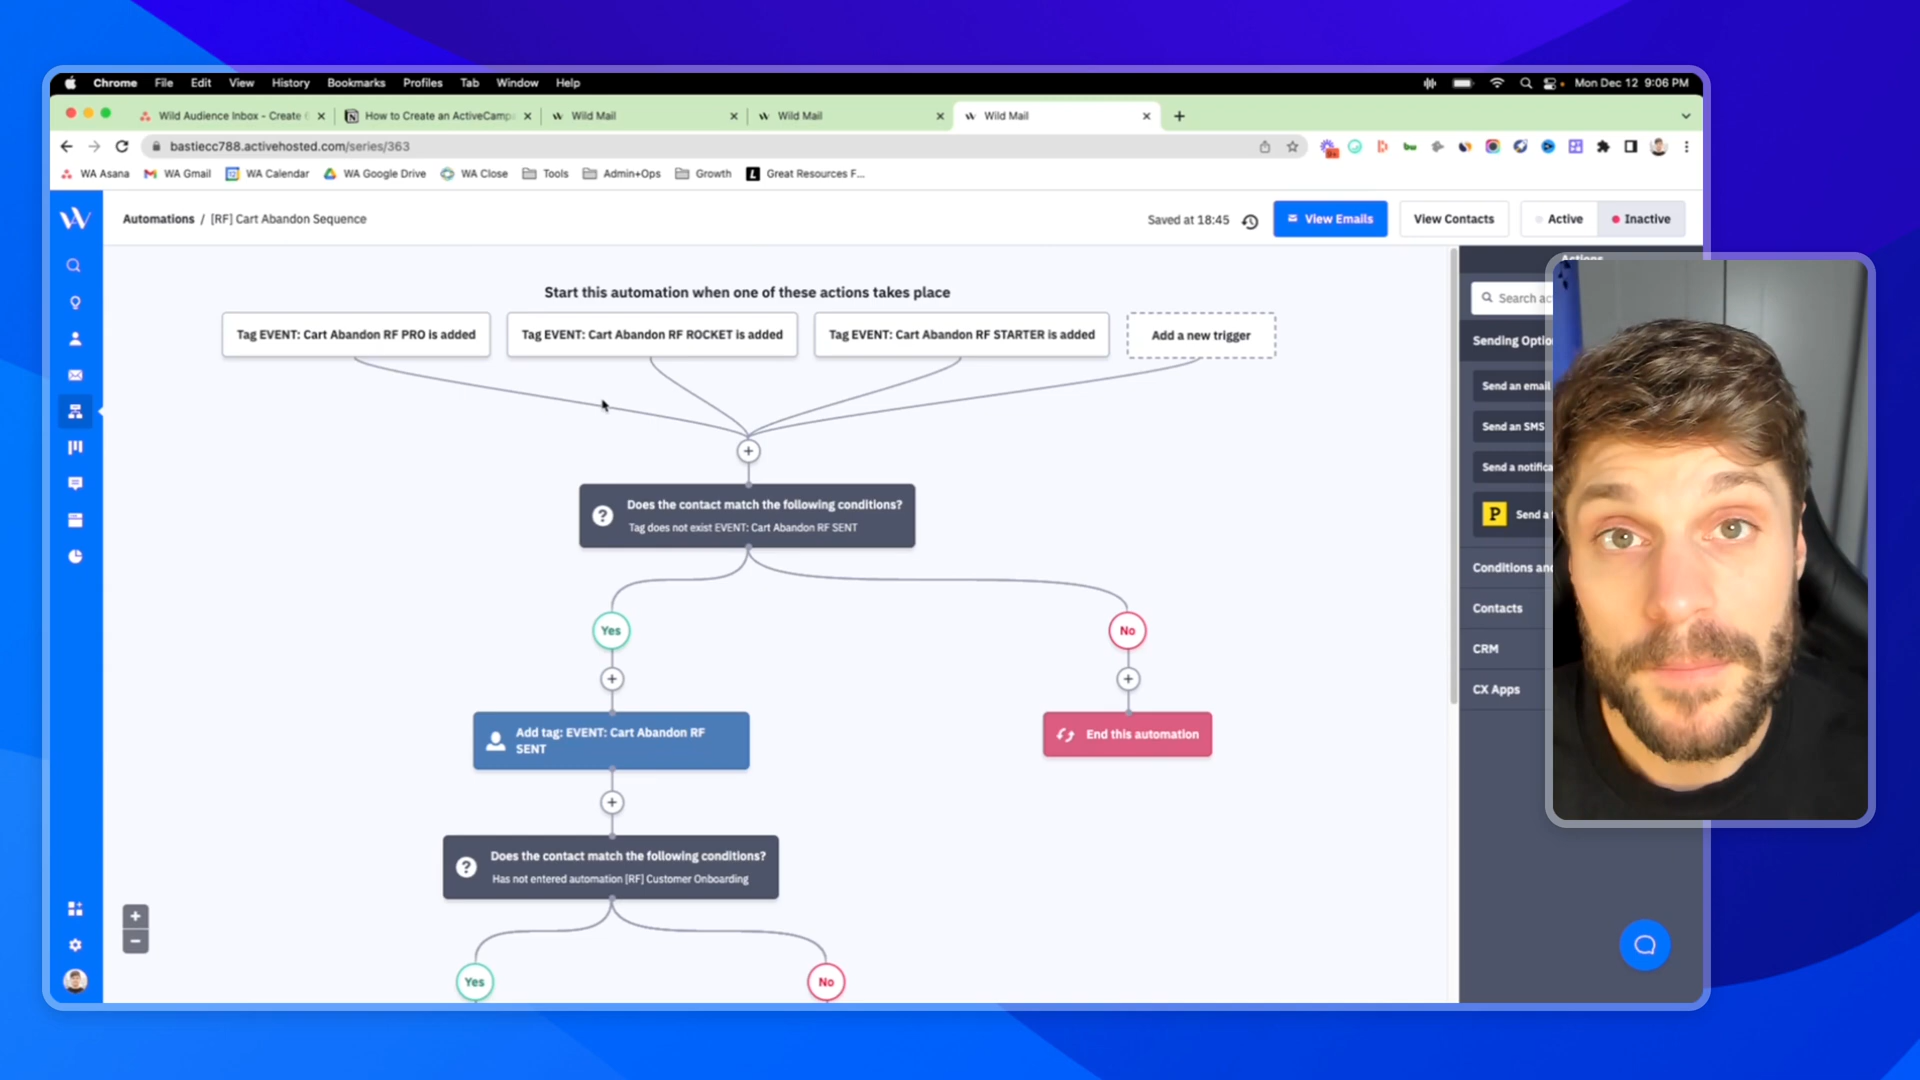 Chrome File Edit View History Bookmarks Profiles Tab Window Help Mon Dec 12 9:06 PM
Wild Audience Inbox - Create How to Create an ActiveCamp Wild Mail Wild Mail Wild Mail
bastiecc788.activehosted.com/series/363
WA Asana WA Gmail WA Calendar WA Google Drive WA Close Tools Admin+Ops Growth L Great Resources F...
Automations / [RF] Cart Abandon Sequence Saved at 18:45 View Emails View Contacts Active Inactive
Actions
Start this automation when one of these actions takes place
Search ac
Tag EVENT: Cart Abandon RF PRO is added Tag EVENT: Cart Abandon RF ROCKET is added Tag EVENT: Cart Abandon RF STARTER is added Add a new trigger
Sending Optio
Send an email
Send an SMS
Send a notifica
P Send a
Does the contact match the following conditions?
Tag does not exist EVENT: Cart Abandon RF SENT
Conditions and
Contacts
Yes No
CRM
CX Apps
Add tag: EVENT: Cart Abandon RF
SENT
End this automation
Does the contact match the following conditions?
Has not entered automation [RF] Customer Onboarding
Yes No